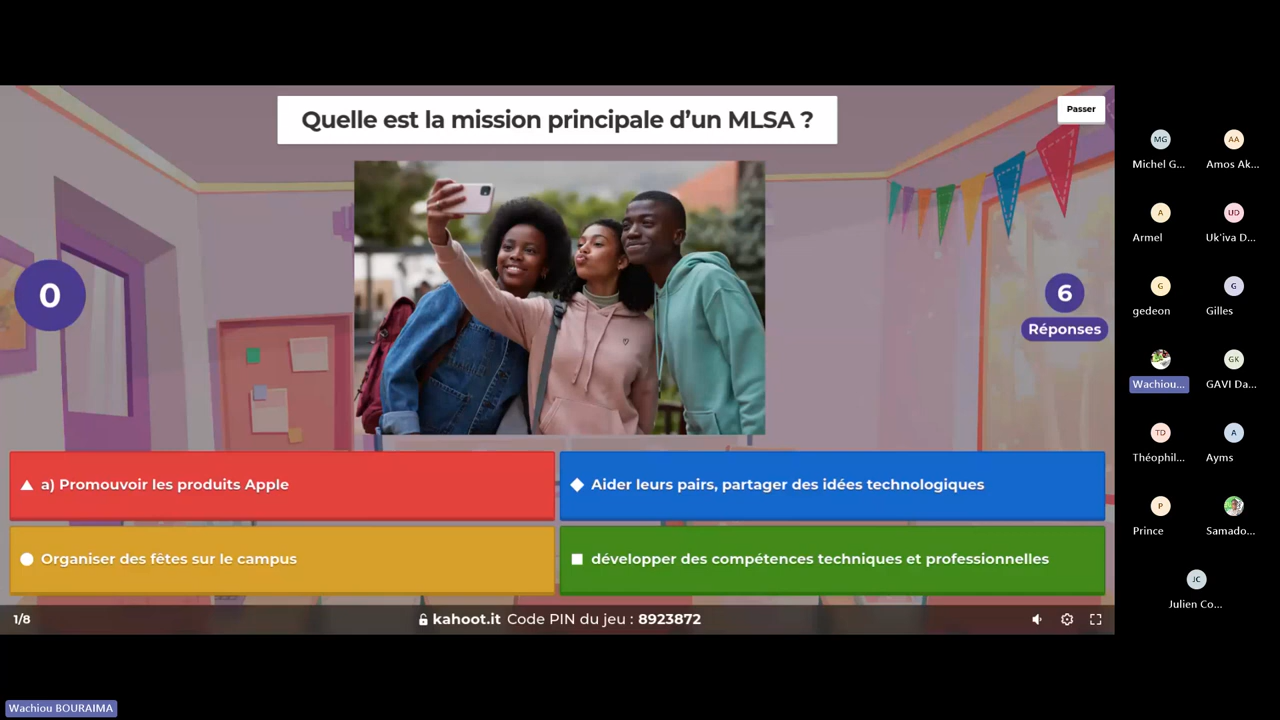 Quelle est la mission principale d’un MLSA ?
Passer
0
6
Réponses
a) Promouvoir les produits Apple
Aider leurs pairs, partager des idées technologiques
Organiser des fêtes sur le campus
développer des compétences techniques et professionnelles
1/8
kahoot.it Code PIN du jeu : 8923872
MG
Michel G...
AA
Amos Ak...
A
Armel
UD
Uk'iva D...
G
gedeon
G
Gilles
Wachiou...
GK
GAVI Da...
TD
Théophil...
A
Ayms
P
Prince
Samado...
JC
Julien Co...
Wachiou BOURAIMA